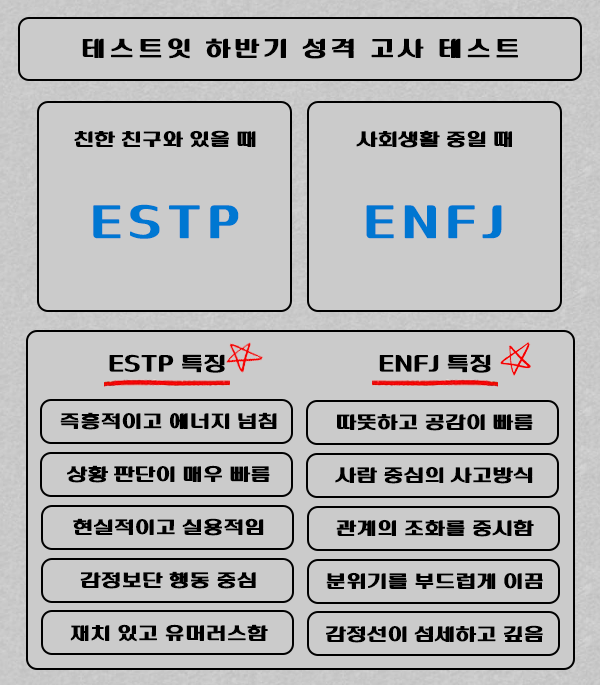 테스트잇 하반기 성격 고사 테스트
친한 친구와 있을 때
사회생활 중일 때
ESTP
ENFJ
ESTP 특징
ENFJ 특징
즉흥적이고 에너지 넘침
따뜻하고 공감이 빠름
상황 판단이 매우 빠름
사람 중심의 사고방식
현실적이고 실용적임
관계의 조화를 중시함
감정보단 행동 중심
분위기를 부드럽게 이끔
재치 있고 유머러스함
감정선이 섬세하고 깊음